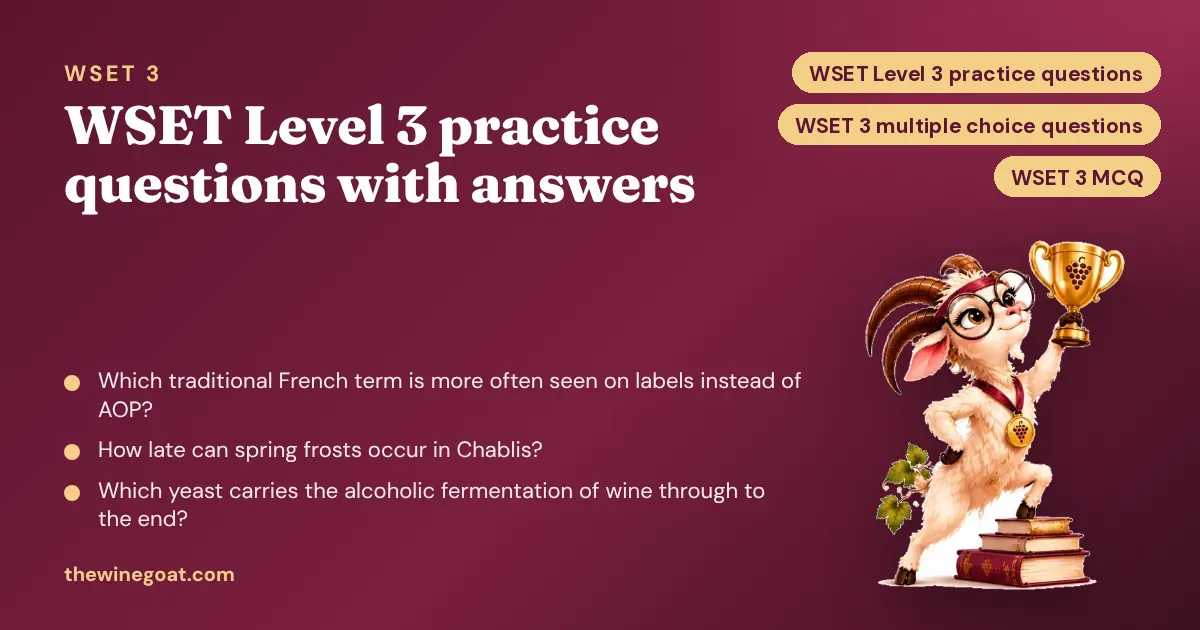 WSET 3
WSET Level 3 practice
questions with answers
WSET Level 3 practice questions
WSET 3 multiple choice questions
WSET 3 MCQ
Which traditional French term is more often seen on labels instead of
AOP?
How late can spring frosts occur in Chablis?
Which yeast carries the alcoholic fermentation of wine through to
the end?
thewinegoat.com